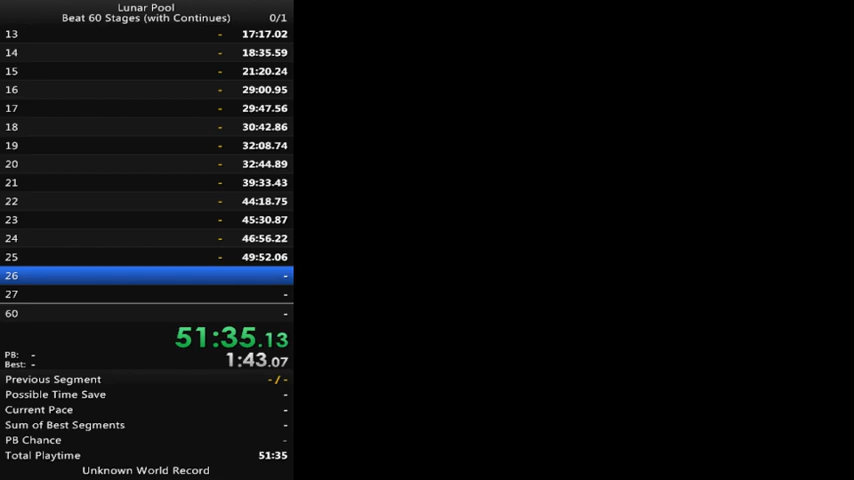 Lunar Pool
Beat 60 Stages (with Continues) 0/1
13 - 17:17.02
14 - 18:35.59
15 - 21:20.24
16 - 29:00.95
17 - 29:47.56
18 - 30:42.86
19 - 32:08.74
20 - 32:44.89
21 - 39:33.43
22 - 44:18.75
23 - 45:30.87
24 - 46:56.22
25 - 49:52.06
26 -
27 -
60 -
51:35.13
PB: - 1:43.07
Best: -
Previous Segment - / -
Possible Time Save -
Current Pace -
Sum of Best Segments -
PB Chance -
Total Playtime 51:35
Unknown World Record